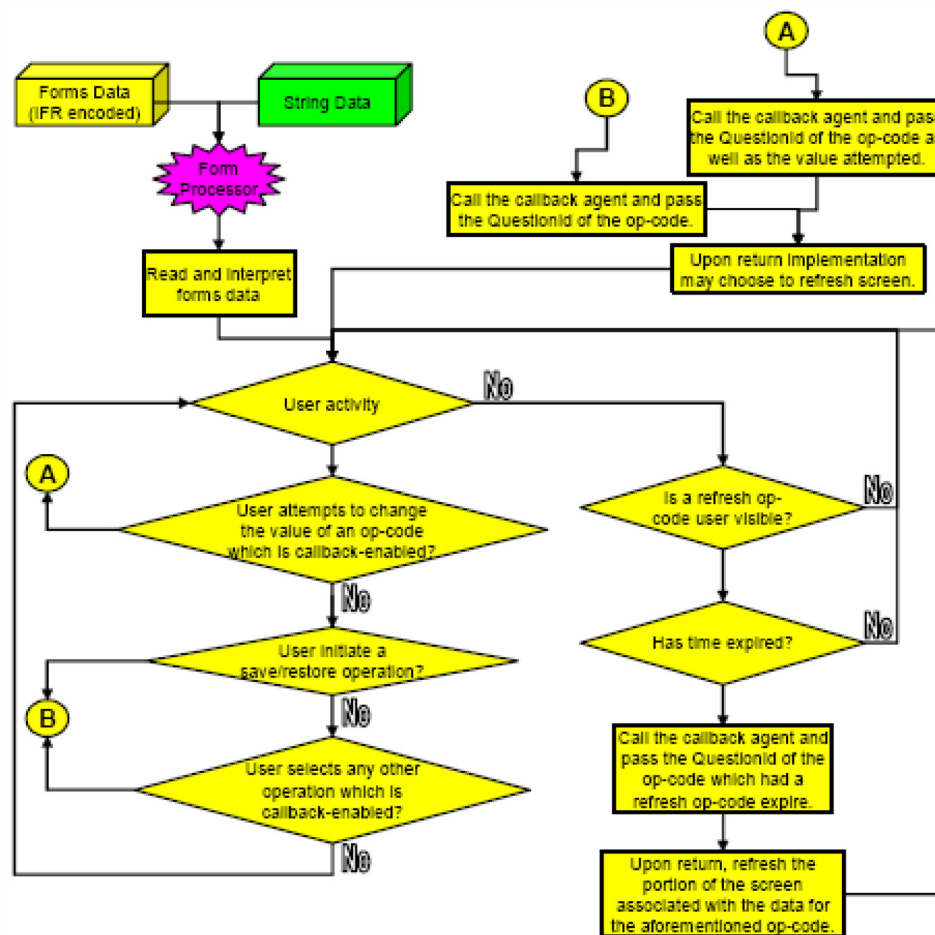 A
Forms Data
(IFR encoded)
String Data
B
Call the callback agent and pass
the QuestionId of the op-code a
well as the value attempted.
Form
Processor
Call the callback agent and pass
the QuestionId of the op-code.
Read and interpret
forms data
Upon return implementation
may choose to refresh screen.
User activity
No
A
User attempts to change
the value of an op-code
which is callback-enabled?
No
Is a refresh op-
code user visible?
No
User initiate a
save/restore operation?
No
Has time expired?
No
B
User selects any other
operation which is
callback-enabled?
No
Call the callback agent and
pass the QuestionId of the
op-code which had a
refresh op-code expire.
Upon return, refresh the
portion of the screen
associated with the data for
the aforementioned op-code.